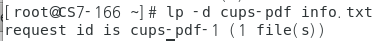 [root@CS7-166 ~]# lp -d cups-pdf info.txt
request id is cups-pdf-1 (1 file(s))